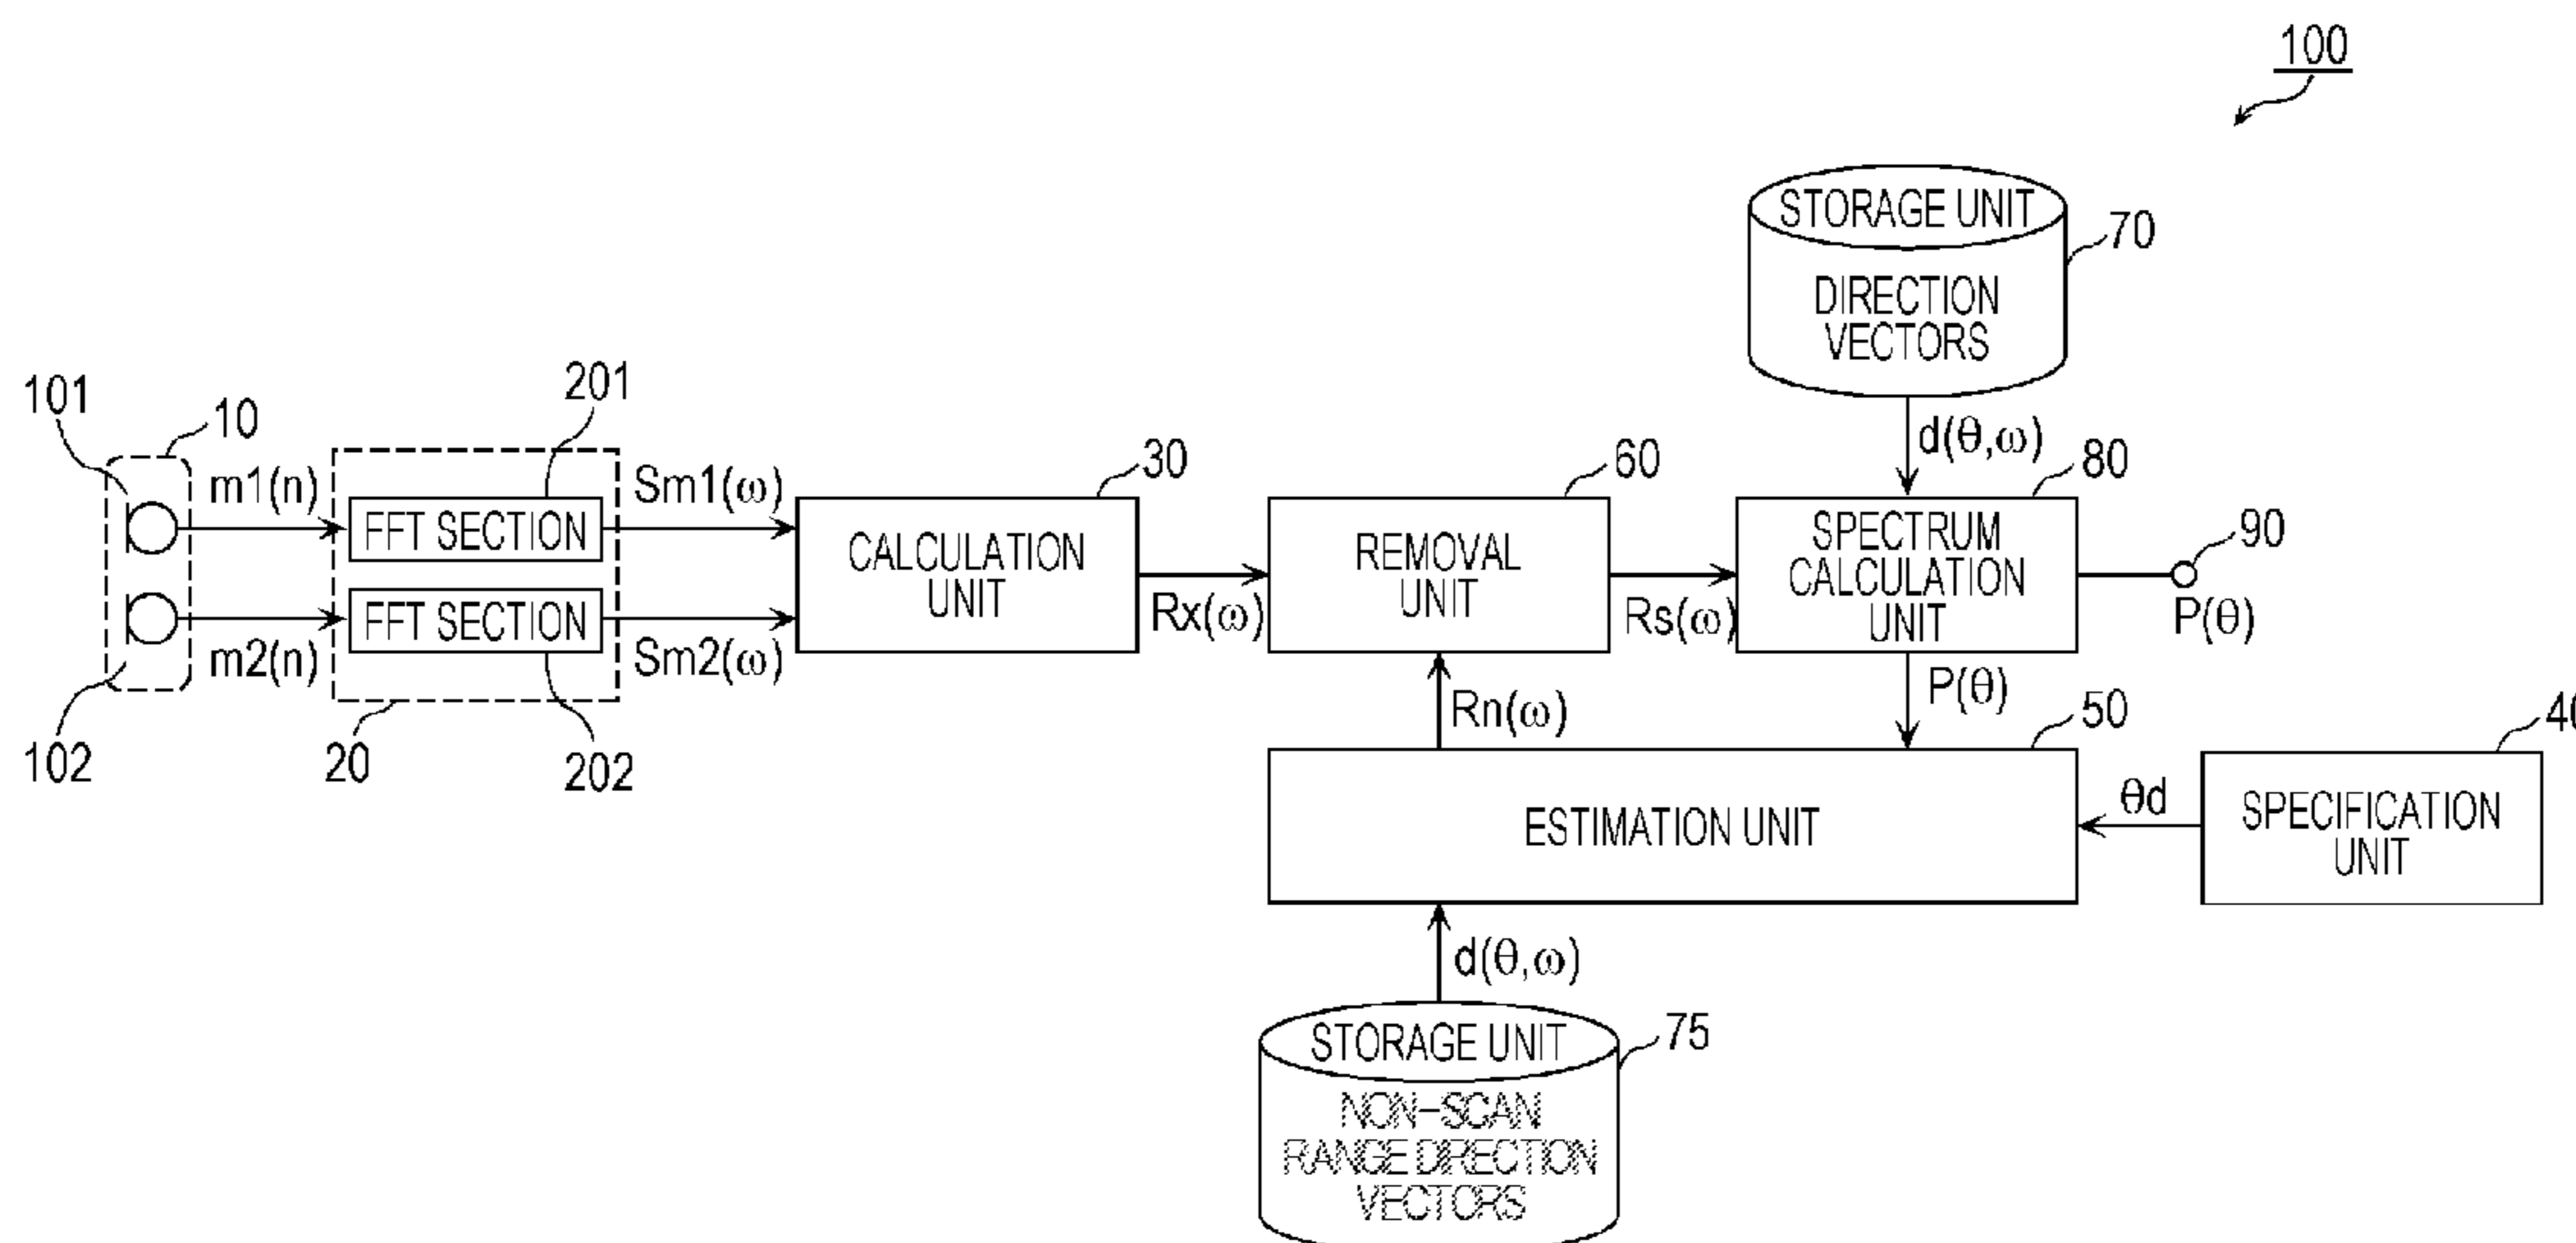 100
STORAGE UNIT
70
DIRECTION
VECTORS
d(θ,ω)
101
10
m1(n)
201
FFT SECTION
Sm1(ω)
30
CALCULATION
UNIT
60
REMOVAL
UNIT
80
SPECTRUM
CALCULATION
UNIT
90
P(θ)
102
m2(n)
FFT SECTION
Sm2(ω)
20
202
Rx(ω)
Rs(ω)
Rn(ω)
P(θ)
50
ESTIMATION UNIT
θd
SPECIFICATION
UNIT
d(θ,ω)
STORAGE UNIT
75
NON-SCAN
RANGE DIRECTION
VECTORS